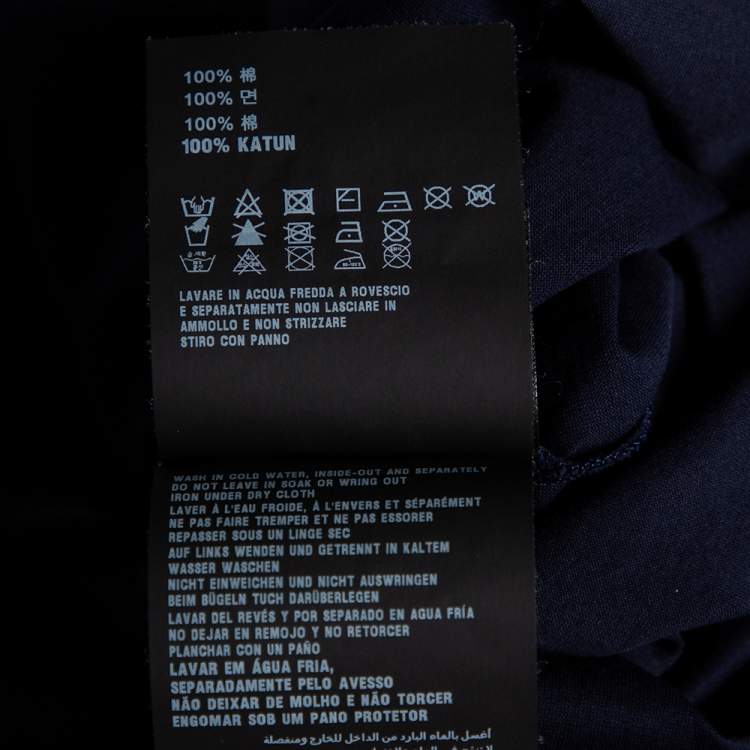 100% 棉
100% 면
100% 棉
100% KATUN
LAVARE IN ACQUA FREDDA A ROVESCIO
E SEPARATAMENTE NON LASCIARE IN
AMMOLLO E NON STRIZZARE
STIRO CON PANNO
WASH IN COLD WATER, INSIDE-OUT AND SEPARATELY
DO NOT LEAVE IN SOAK OR WRING OUT
IRON UNDER DRY CLOTH
LAVER À L'EAU FROIDE, À L'ENVERS ET SÉPARÉMENT
NE PAS FAIRE TREMPER ET NE PAS ESSORER
REPASSER SOUS UN LINGE SEC
AUF LINKS WENDEN UND GETRENNT IN KALTEM
WASSER WASCHEN
NICHT EINWEICHEN UND NICHT AUSWRINGEN
BEIM BÜGELN TUCH DARÜBERLEGEN
LAVAR DEL REVÉS Y POR SEPARADO EN AGUA FRÍA
NO DEJAR EN REMOJO Y NO RETORCER
PLANCHAR CON UN PAÑO
LAVAR EM ÁGUA FRIA,
SEPARADAMENTE PELO AVESSO
NÃO DEIXAR DE MOLHO E NÃO TORCER
ENGOMAR SOB UM PANO PROTETOR
أغسل بالماء البارد من الداخل للخارج ومنفصلة